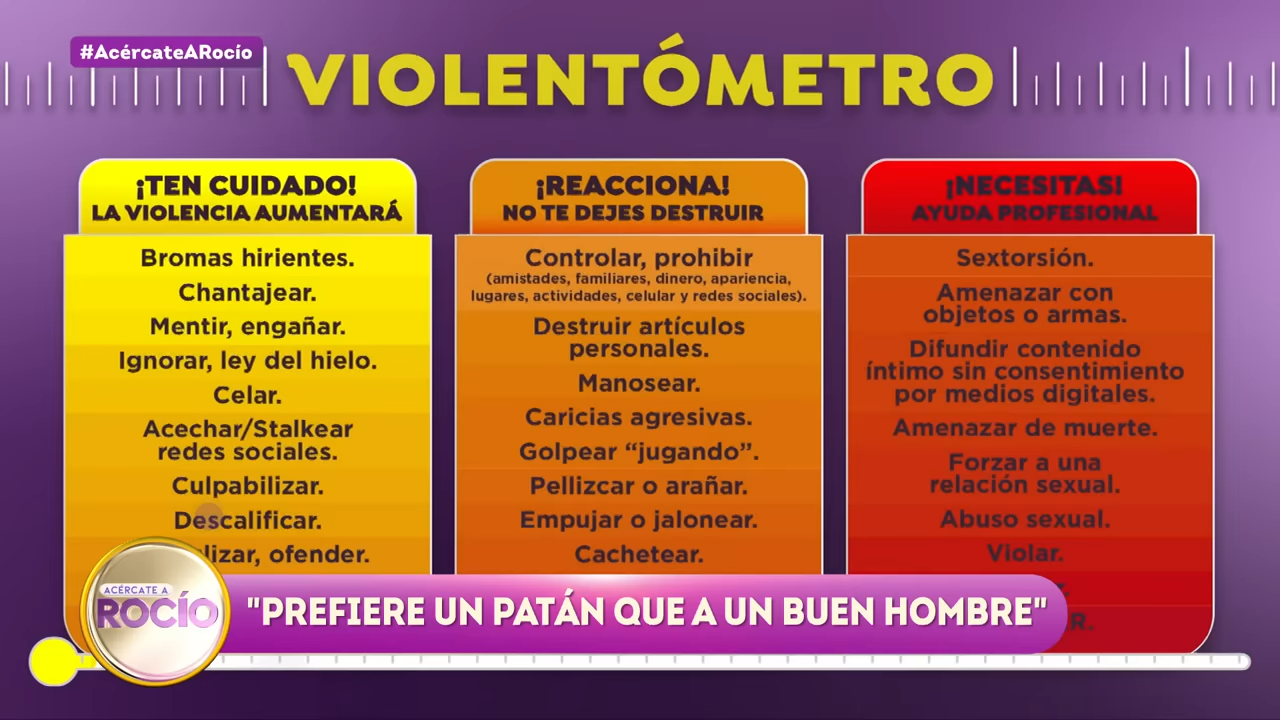 #AcércateARocío
VIOLENTÓMETRO
¡TEN CUIDADO!
LA VIOLENCIA AUMENTARÁ
Bromas hirientes.
Chantajear.
Mentir, engañar.
Ignorar, ley del hielo.
Celar.
Acechar/Stalkear
redes sociales.
Culpabilizar.
Descalificar.
ofender.
¡REACCIONA!
NO TE DEJES DESTRUIR
Controlar, prohibir
(amistades, familiares, dinero, apariencia,
lugares, actividades, celular y redes sociales).
Destruir artículos
personales.
Manosear.
Caricias agresivas.
Golpear “jugando”.
Pellizcar o arañar.
Empujar o jalonear.
Cachetear.
¡NECESITAS!
AYUDA PROFESIONAL
Sextorsión.
Amenazar con
objetos o armas.
Difundir contenido
íntimo sin consentimiento
por medios digitales.
Amenazar de muerte.
Forzar a una
relación sexual.
Abuso sexual.
Violar.
ACÉRCATE A
ROCÍO
"PREFIERE UN PATÁN QUE A UN BUEN HOMBRE"